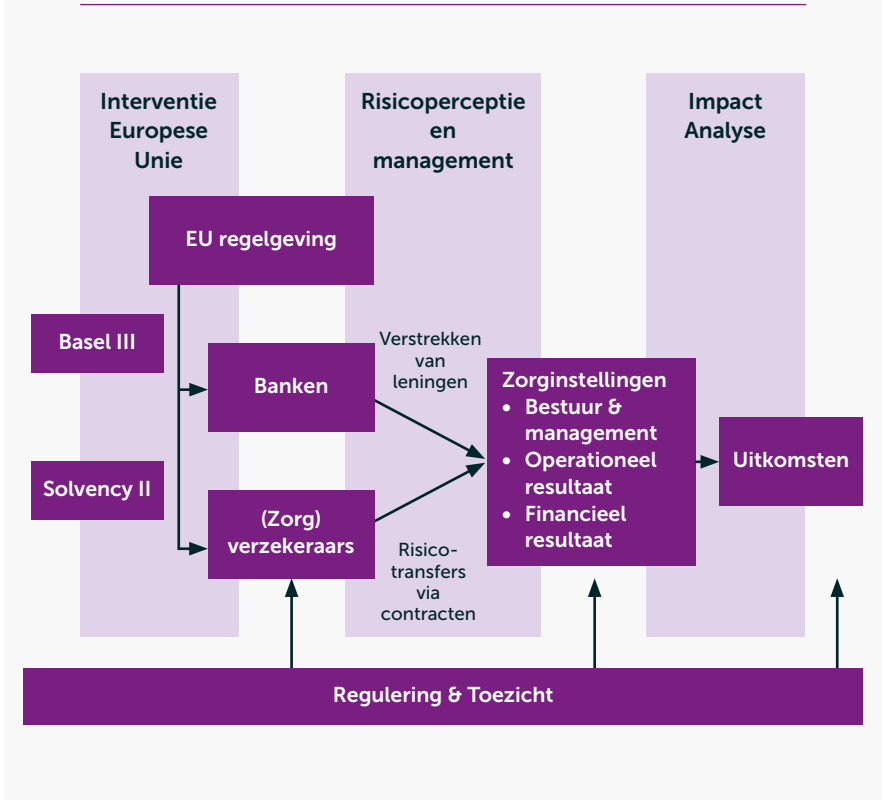 Interventie
Europese
Unie
Risicoperceptie
en
management
Impact
Analyse
EU regelgeving
Basel III
Banken
Verstrekken
van
leningen
Zorginstellingen
• Bestuur &
management
• Operationeel
resultaat
• Financieel
resultaat
Uitkomsten
Solvency II
(Zorg)
verzekeraars
Risico-
transfers
via
contracten
Regulering & Toezicht